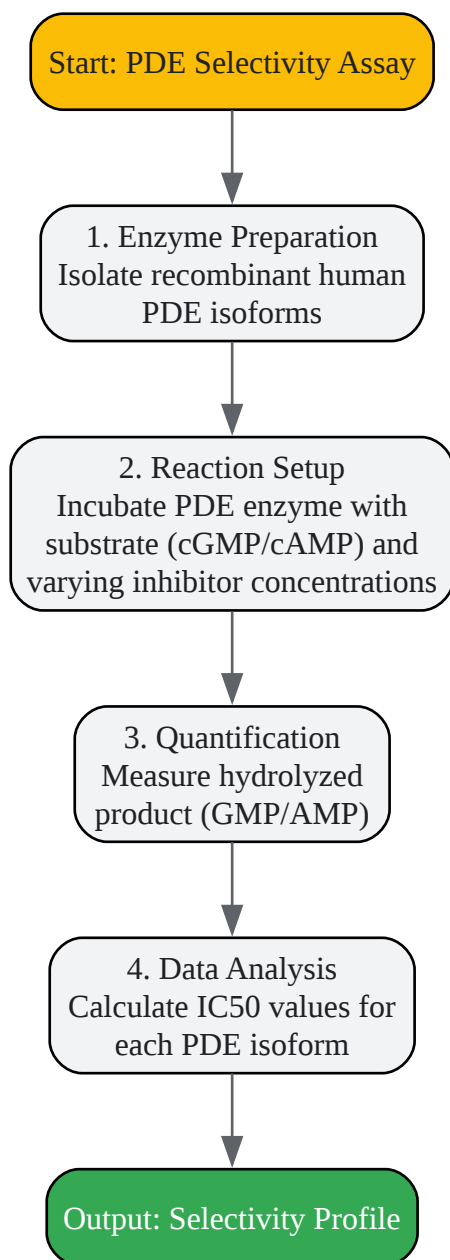 Start: PDE Selectivity Assay
1. Enzyme Preparation
Isolate recombinant human
PDE isoforms
2. Reaction Setup
Incubate PDE enzyme with
substrate (cGMP/cAMP) and
varying inhibitor concentrations
3. Quantification
Measure hydrolyzed
product (GMP/AMP)
4. Data Analysis
Calculate IC50 values for
each PDE isoform
Output: Selectivity Profile